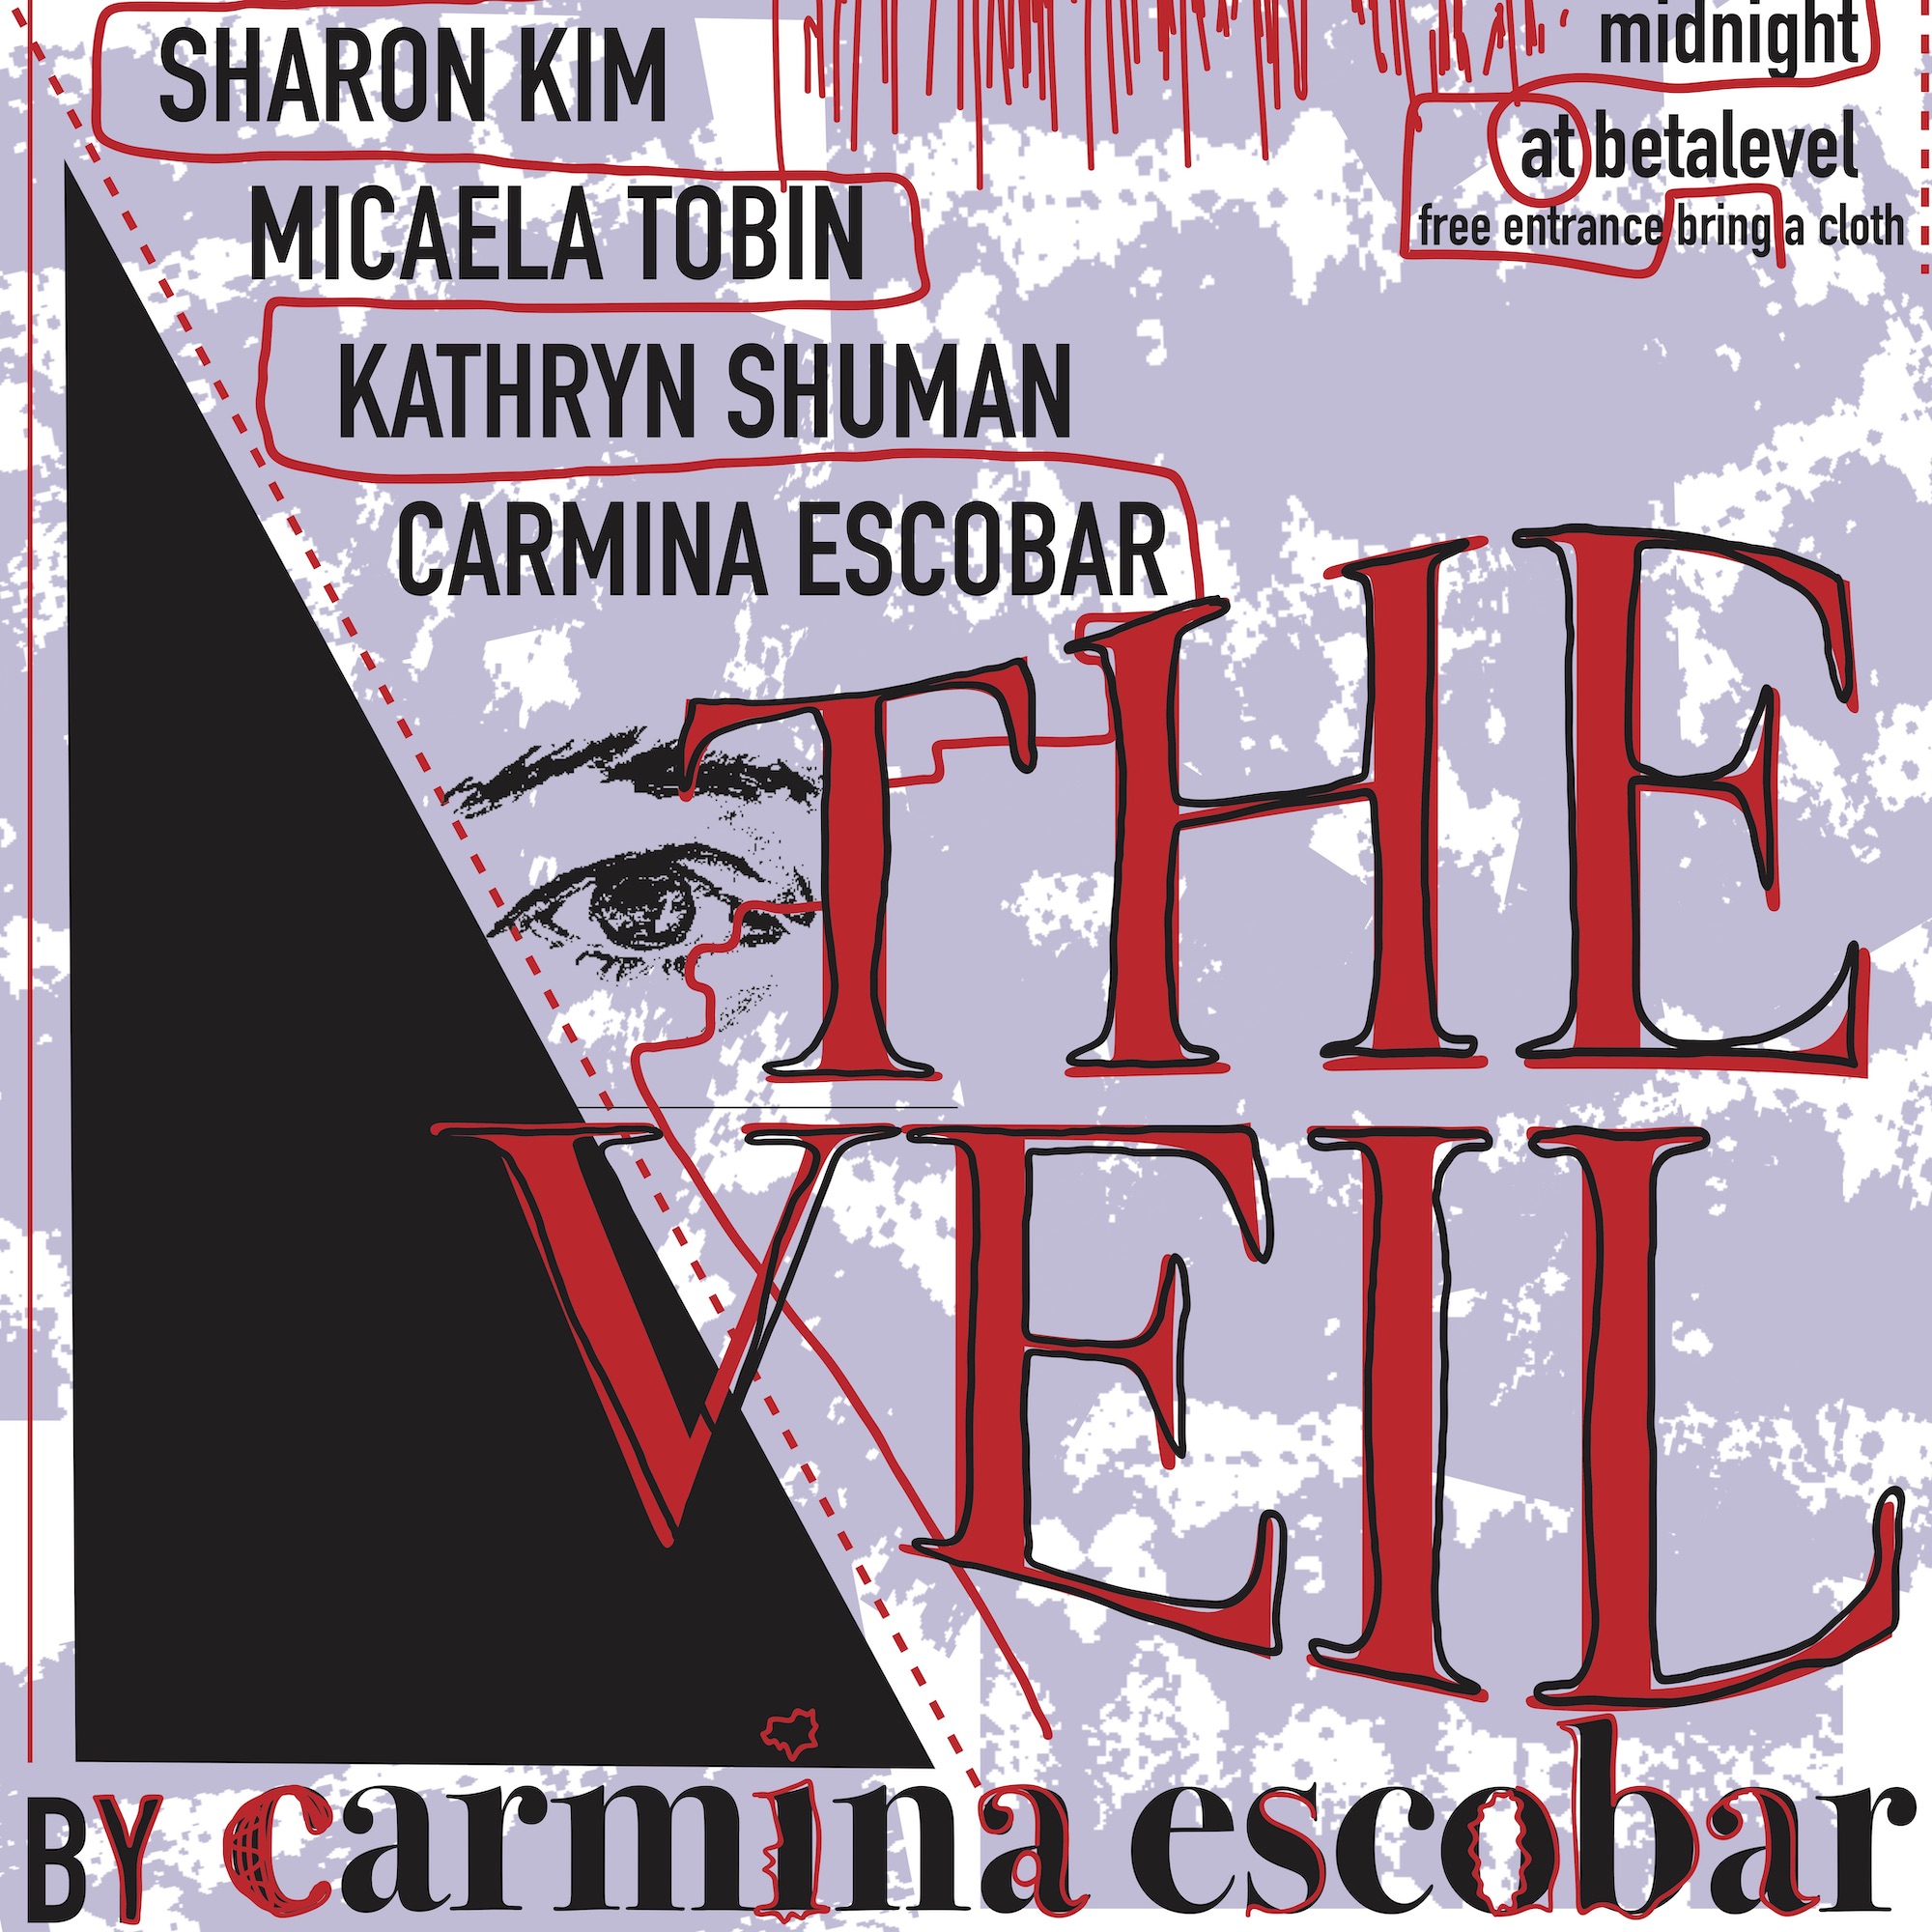 SHARON KIM
MICAELA TOBIN
KATHRYN SHUMAN
CARMINA ESCOBAR
midnight
at betalevel
free entrance bring a cloth
THE
VEIL
BY carmina escobar